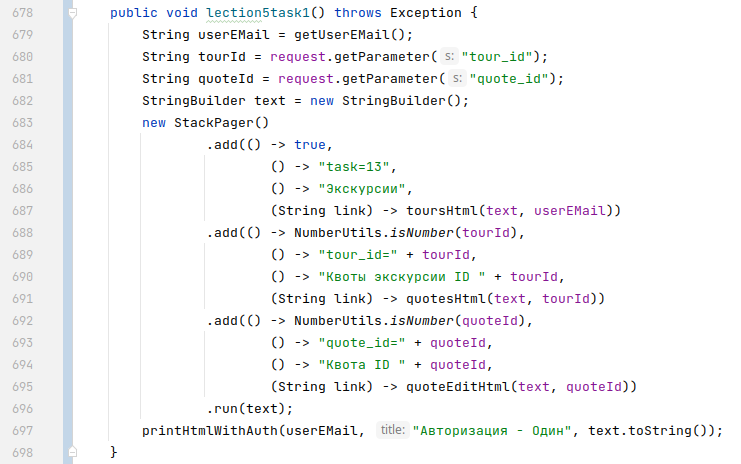 678 public void lection5task1() throws Exception {
679 String userEMail = getUserEMail();
680 String tourId = request.getParameter( s: "tour_id");
681 String quoteId = request.getParameter( s: "quote_id");
682 StringBuilder text = new StringBuilder();
683 new StackPager()
684 .add(() -> true,
685 () -> "task=13",
686 () -> "Экскурсии",
687 (String link) -> toursHtml(text, userEMail))
688 .add(() -> NumberUtils.isNumber(tourId),
689 () -> "tour_id=" + tourId,
690 () -> "Квоты экскурсии ID " + tourId,
691 (String link) -> quotesHtml(text, tourId))
692 .add(() -> NumberUtils.isNumber(quoteId),
693 () -> "quote_id=" + quoteId,
694 () -> "Квота ID " + quoteId,
695 (String link) -> quoteEditHtml(text, quoteId))
696 .run(text);
697 printHtmlWithAuth(userEMail, title: "Авторизация - Один", text.toString());
698 }